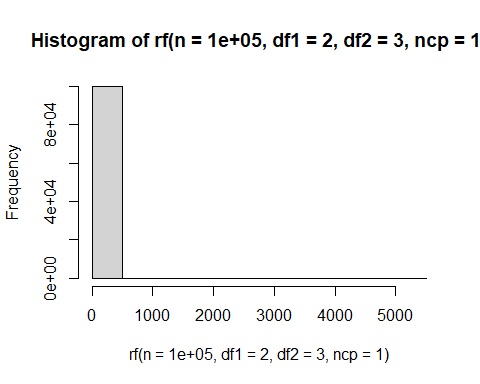 Histogram of rf(n = 1e+05, df1 = 2, df2 = 3, ncp = 1
Frequency
8e+04
4e+04
0e+00
0 1000 2000 3000 4000 5000
rf(n = 1e+05, df1 = 2, df2 = 3, ncp = 1)